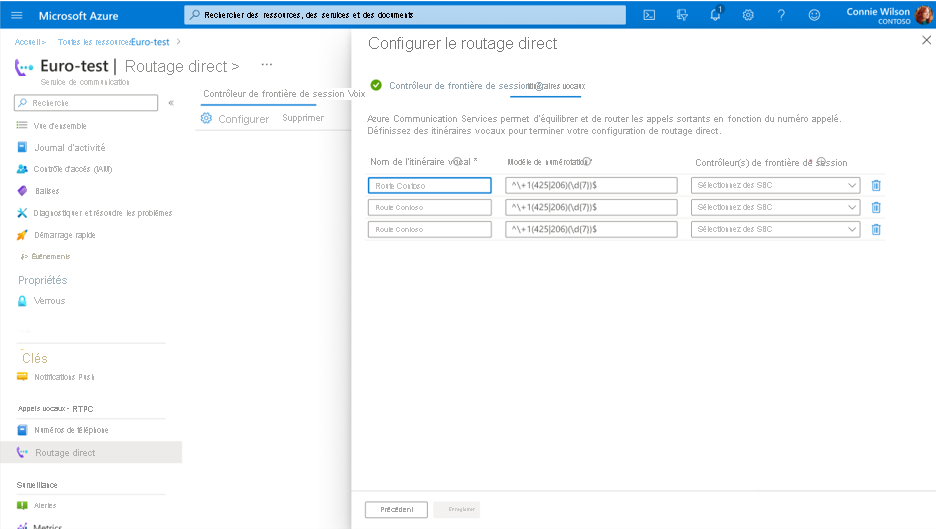 Microsoft Azure
Rechercher des ressources, des services et des documents
1
Connie Wilson
CONTOSO
Accueil > Toutes les ressources Euro-test >
Euro-test | Routage direct > ...
Service de communication
Recherche
«
Vue d'ensemble
Journal d'activité
Contrôle d'accès (IAM)
Balises
Diagnostiquer et résoudre les problèmes
Démarrage rapide
Événements
Propriétés
Verrous
Clés
Notifications Push
Appels vocaux - RTPC
Numéros de téléphone
Routage direct
Surveillance
Alertes
Metrics
Contrôleur de frontière de session Voix
Configurer
Supprimer
Configurer le routage direct
Contrôleur de frontière de session
Itinéraires vocaux
Azure Communication Services permet d'équilibrer et de router les appels sortants en fonction du numéro appelé.
Définissez des itinéraires vocaux pour terminer votre configuration de routage direct.
Nom de l'itinéraire vocal * Modèle de numérotation* Contrôleur(s) de frontière de session
Route Contoso ^\+1(425|206)(\d{7})$ Sélectionnez des SBC
Route Contoso ^\+1(425|206)(\d{7})$ Sélectionnez des SBC
Route Contoso ^\+1(425|206)(\d{7})$ Sélectionnez des SBC
Précédent
Enregistrer